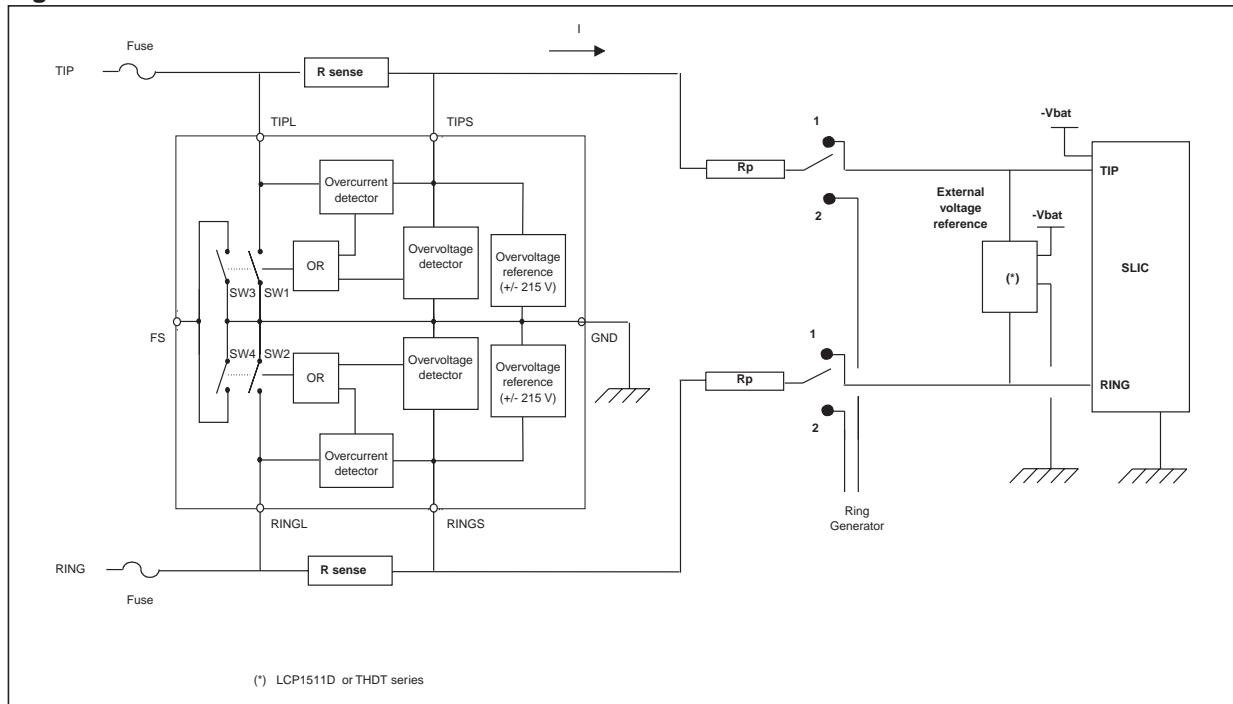 I
Fuse
TIP
R sense
TIPL
TIPS
1
-Vbat
Rp
TIP
Overcurrent
detector
2
External
voltage
reference
-Vbat
OR
Overvoltage
detector
Overvoltage
reference
(+/- 215 V)
(*)
SLIC
SW3
SW1
FS
GND
1
SW4
SW2
OR
Overvoltage
detector
Overvoltage
reference
(+/- 215 V)
Rp
RING
2
Overcurrent
detector
RINGL
RINGS
Ring
Generator
RING
R sense
Fuse
(*) LCP1511D or THDT series